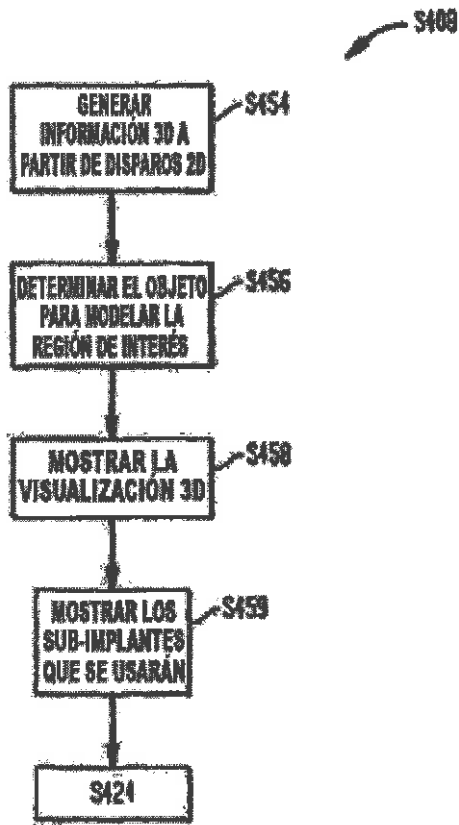 S409
GENERAR
INFORMACIÓN 3D A
PARTIR DE DISPAROS 2D
S454
DETERMINAR EL OBJETO
PARA MODELAR LA
REGIÓN DE INTERÉS
S456
MOSTRAR LA
VISUALIZACIÓN 3D
S458
MOSTRAR LOS
SUB-IMPLANTES
QUE SE USARÁN
S459
S424